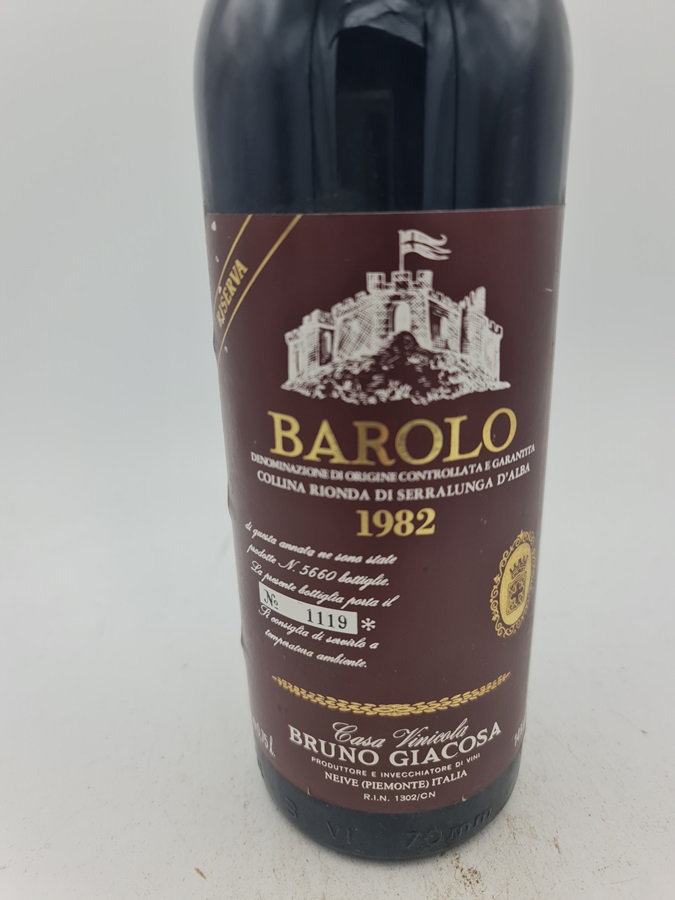 RISERVA
BAROLO
DENOMINAZIONE DI ORIGINE CONTROLLATA E GARANTITA
COLLINA RIONDA DI SERRALUNGA D'ALBA
1982
di questa annata ne sono state
prodotte N. 5660 bottiglie.
La presente bottiglia porta il
No 1119 *
Si consiglia di servirlo a
temperatura ambiente.
Casa Vinicola
BRUNO GIACOSA
PRODUTTORE E INVECCHIATORE DI VINI
NEIVE (PIEMONTE) ITALIA
R.I.N. 1302/CN